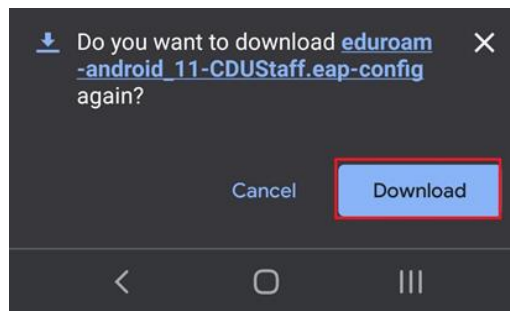 Do you want to download eduroam
-android_11-CDUStaff.eap-config
again?
Cancel
Download